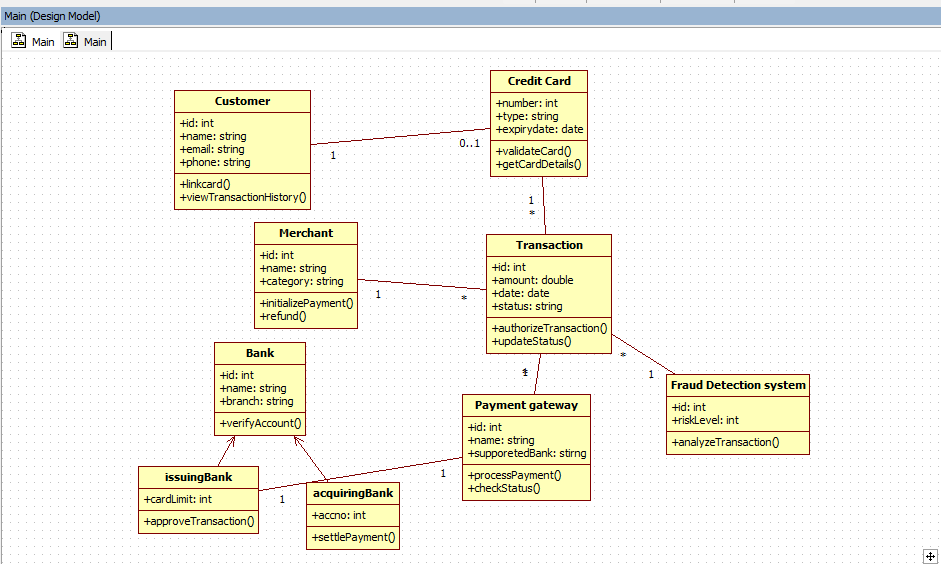 Main (Design Model)
Main Main
Credit Card
+number: int
+type: string
+expirydate: date
+validateCard()
+getCardDetails()
Customer
+id: int
+name: string
+email: string
+phone: string
+linkcard()
+viewTransactionHistory()
1
0..1
1
*
Merchant
+id: int
+name: string
+category: string
+initializePayment()
+refund()
1
*
Transaction
+id: int
+amount: double
+date: date
+status: string
+authorizeTransaction()
+updateStatus()
*
1
Bank
+id: int
+name: string
+branch: string
+verifyAccount()
Fraud Detection system
+id: int
+riskLevel: int
+analyzeTransaction()
Payment gateway
+id: int
+name: string
+supporetedBank: stirng
+processPayment()
+checkStatus()
issuingBank
+cardLimit: int
+approveTransaction()
1
1
acquiringBank
+accno: int
+settlePayment()